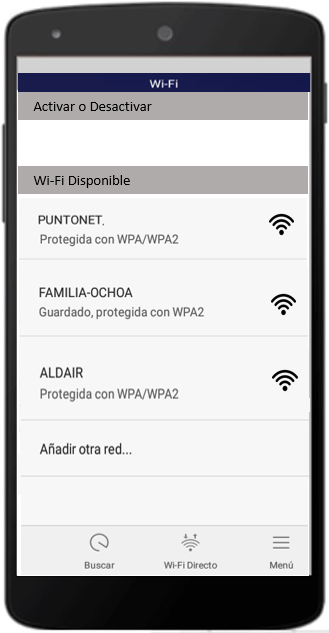 Wi-Fi
Activar o Desactivar
Wi-Fi Disponible
PUNTONET.
Protegida con WPA/WPA2
FAMILIA-OCHOA
Guardado, protegida con WPA2
ALDAIR
Protegida con WPA/WPA2
Añadir otra red...
Buscar Wi-Fi Directo Menú